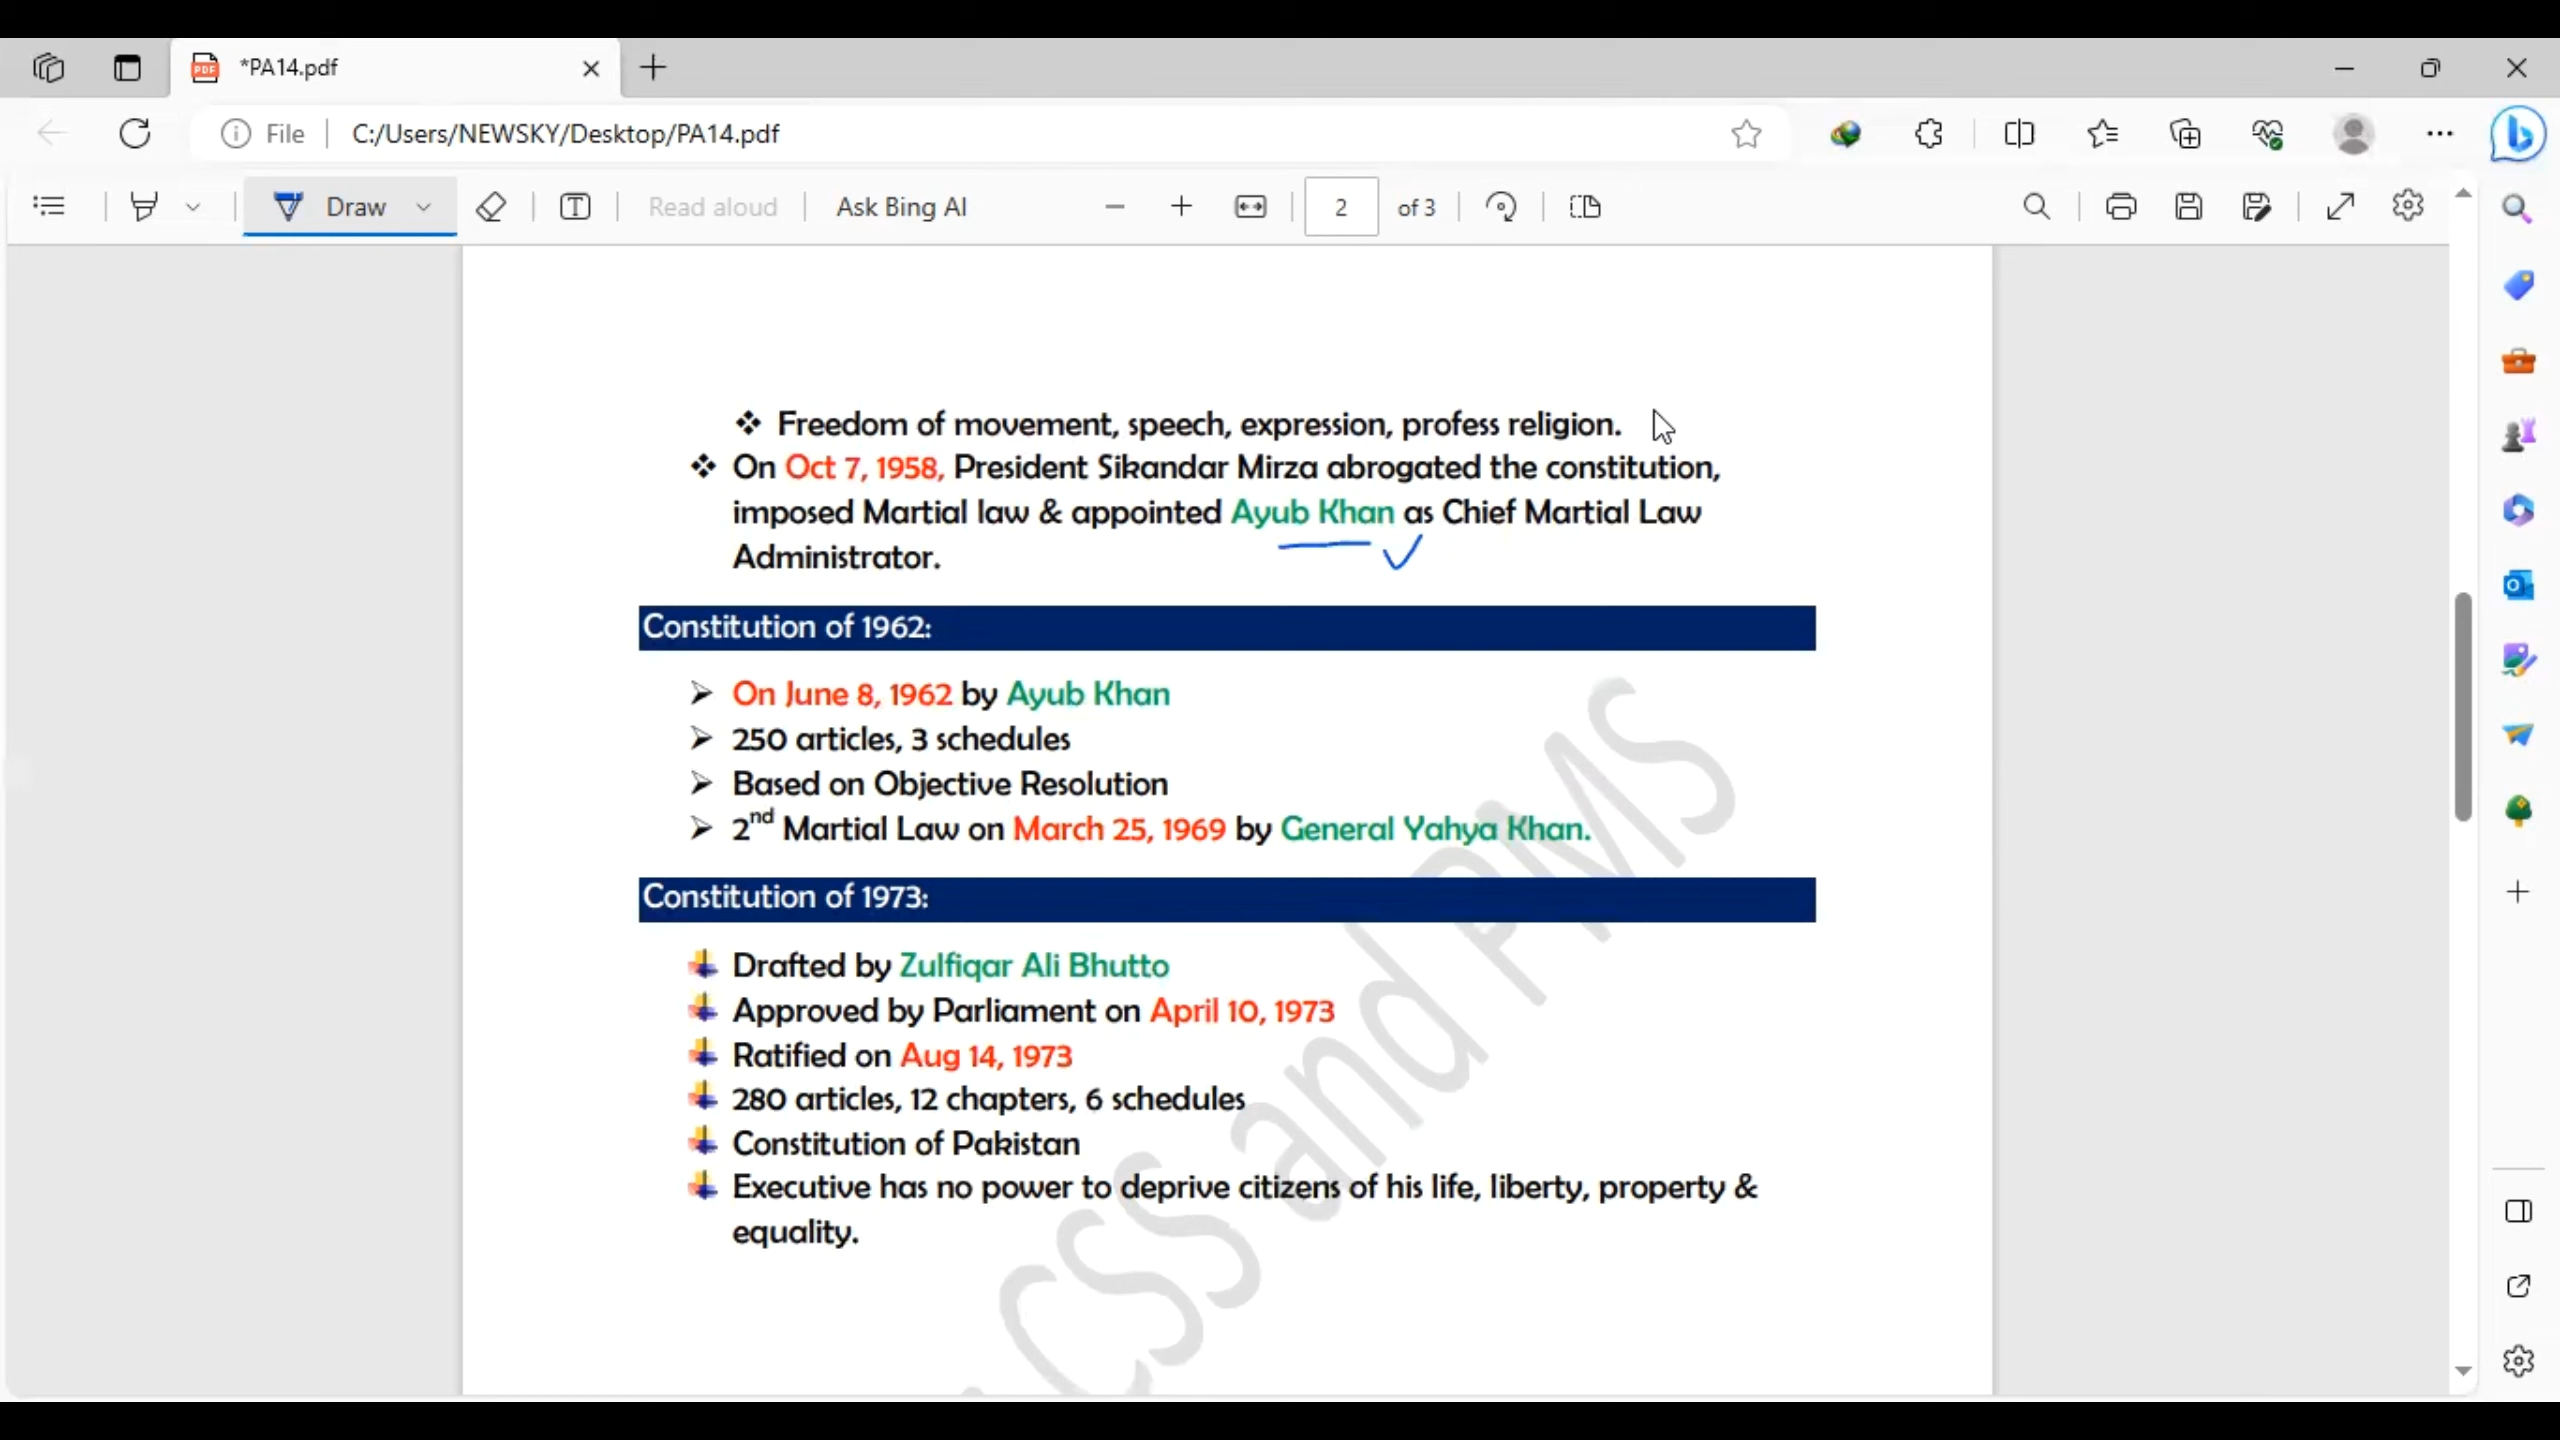 *PA14.pdf
File
C:/Users/NEWSKY/Desktop/PA14.pdf
Draw
Read aloud
Ask Bing AI
2
of 3
Freedom of movement, speech, expression, profess religion.
On Oct 7, 1958, President Sikandar Mirza abrogated the constitution,
imposed Martial law & appointed Ayub Khan as Chief Martial Law
Administrator.
Constitution of 1962:
On June 8, 1962 by Ayub Khan
250 articles, 3 schedules
Based on Objective Resolution
2nd Martial Law on March 25, 1969 by General Yahya Khan.
Constitution of 1973:
Drafted by Zulfiqar Ali Bhutto
Approved by Parliament on April 10, 1973
Ratified on Aug 14, 1973
280 articles, 12 chapters, 6 schedules
Constitution of Pakistan
Executive has no power to deprive citizens of his life, liberty, property &
equality.
CSS and PMS